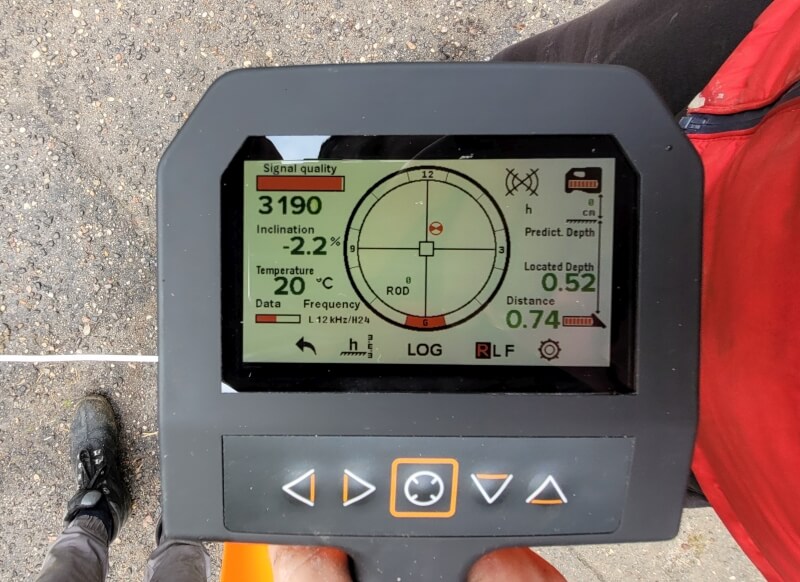 Signal quality
3190
Inclination
-2.2 %
Temperature
20 °C
Data Frequency
L 12 kHz/H24
12
9
3
6
0
ROD
h 0
cm
Predict. Depth
Located Depth
0.52
Distance
0.74
h LOG RLF